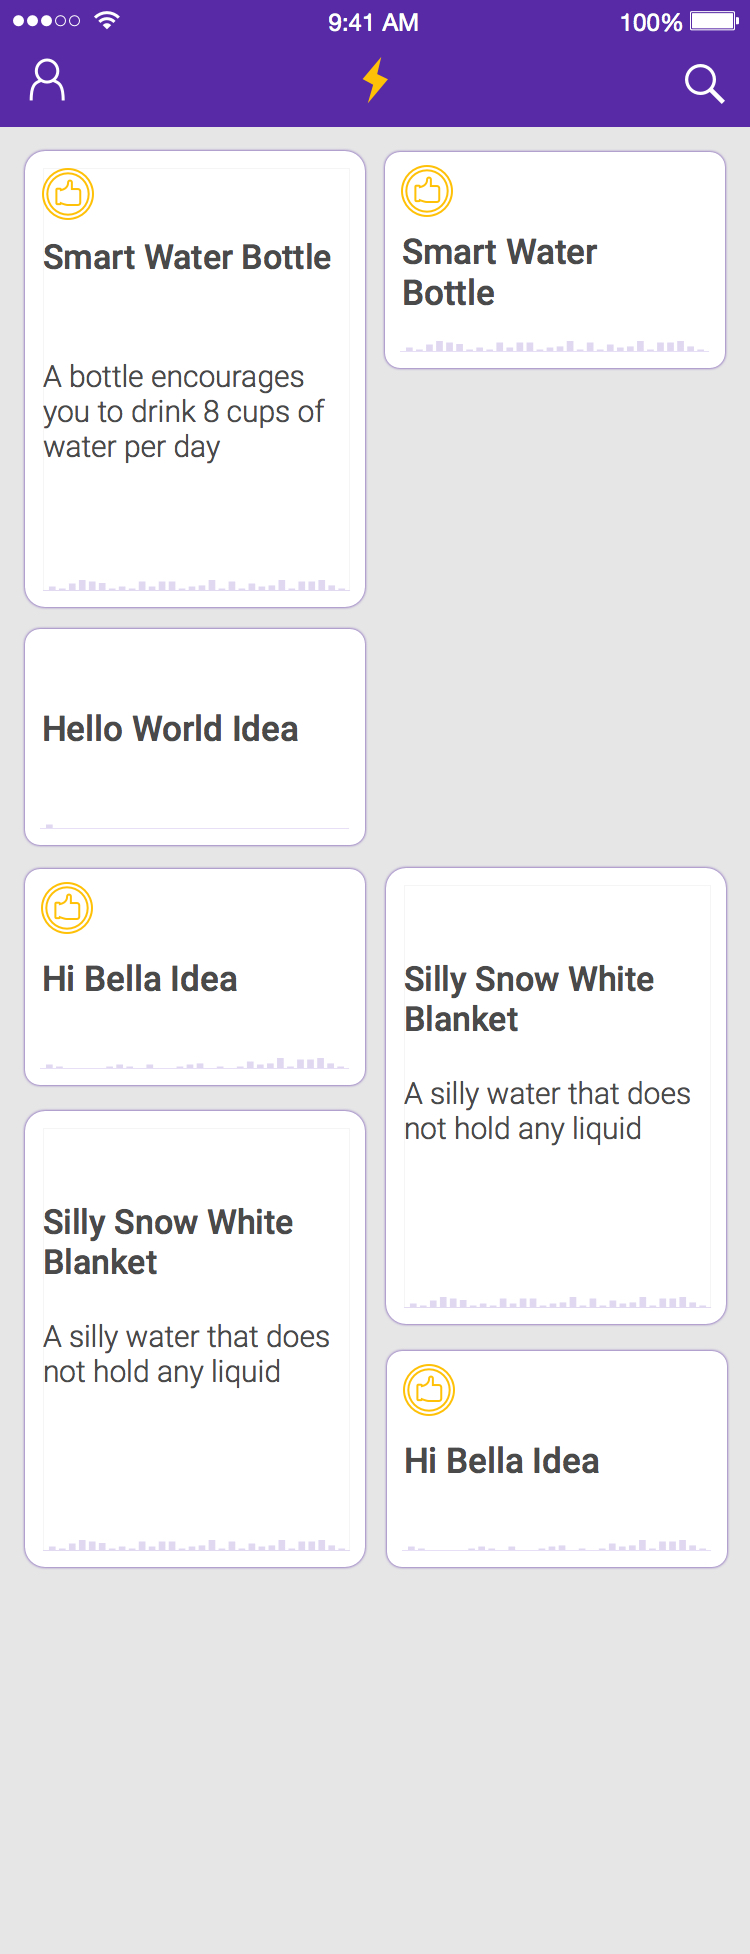 9:41 AM
100%
Smart Water Bottle
A bottle encourages
you to drink 8 cups of
water per day
Smart Water
Bottle
Hello World Idea
Hi Bella Idea
Silly Snow White
Blanket
A silly water that does
not hold any liquid
Silly Snow White
Blanket
A silly water that does
not hold any liquid
Hi Bella Idea